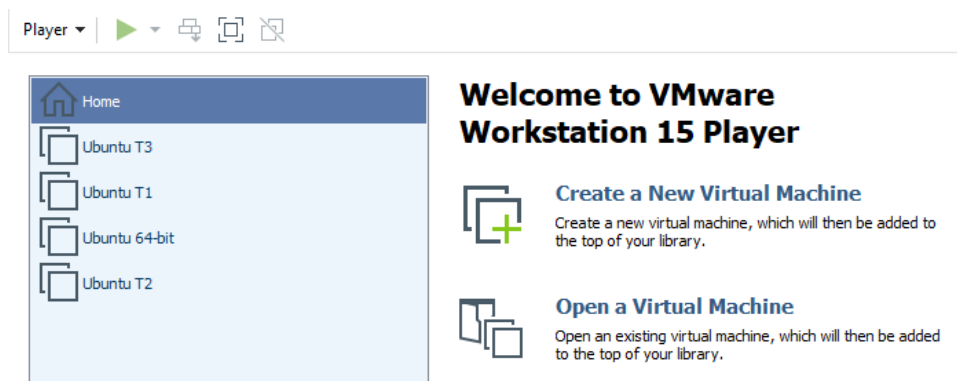 Player
Home
Ubuntu T3
Ubuntu T1
Ubuntu 64-bit
Ubuntu T2
Welcome to VMware
Workstation 15 Player
Create a New Virtual Machine
Create a new virtual machine, which will then be added to
the top of your library.
Open a Virtual Machine
Open an existing virtual machine, which will then be added
to the top of your library.